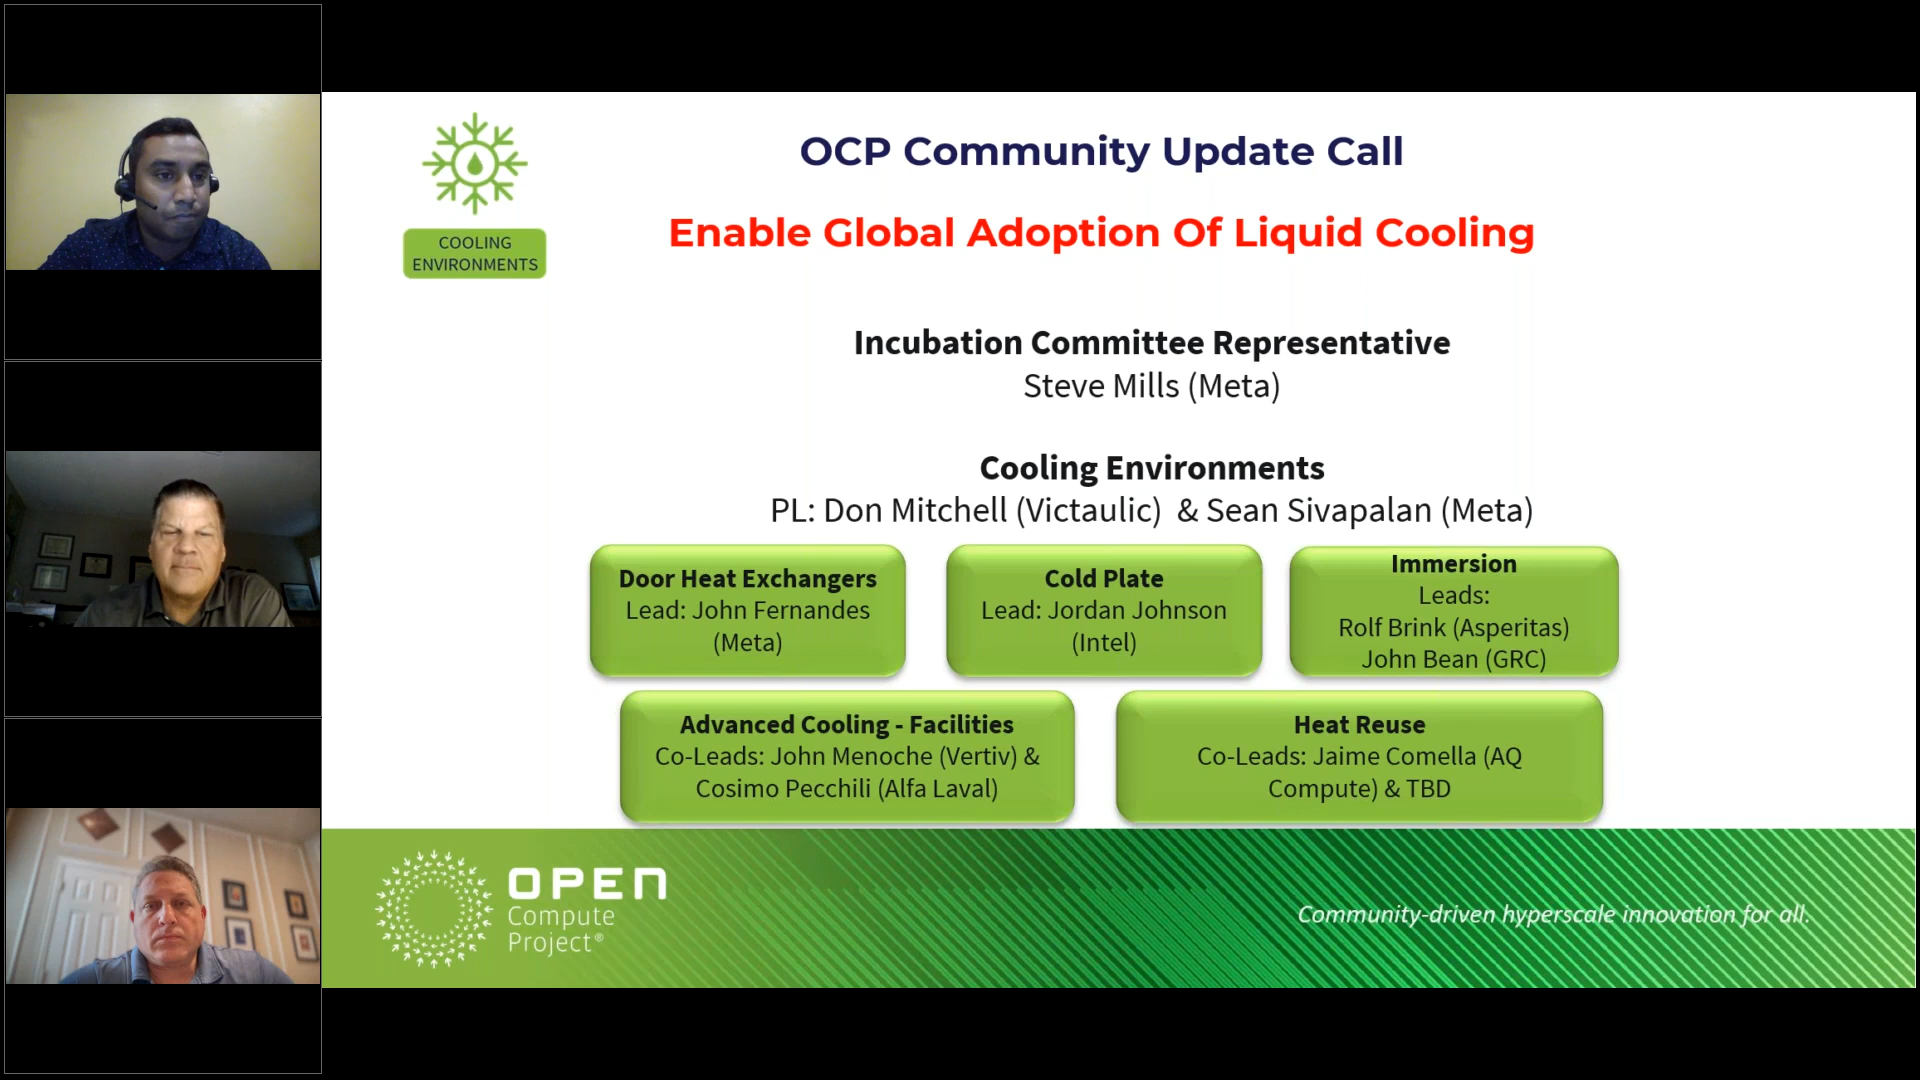 COOLING
ENVIRONMENTS
OCP Community Update Call
Enable Global Adoption Of Liquid Cooling
Incubation Committee Representative
Steve Mills (Meta)
Cooling Environments
PL: Don Mitchell (Victaulic) & Sean Sivapalan (Meta)
Door Heat Exchangers
Lead: John Fernandes
(Meta)
Cold Plate
Lead: Jordan Johnson
(Intel)
Immersion
Leads:
Rolf Brink (Asperitas)
John Bean (GRC)
Advanced Cooling - Facilities
Co-Leads: John Menoche (Vertiv) &
Cosimo Pecchili (Alfa Laval)
Heat Reuse
Co-Leads: Jaime Comella (AQ
Compute) & TBD
OPEN
Compute
Project®
Community-driven hyperscale innovation for all.